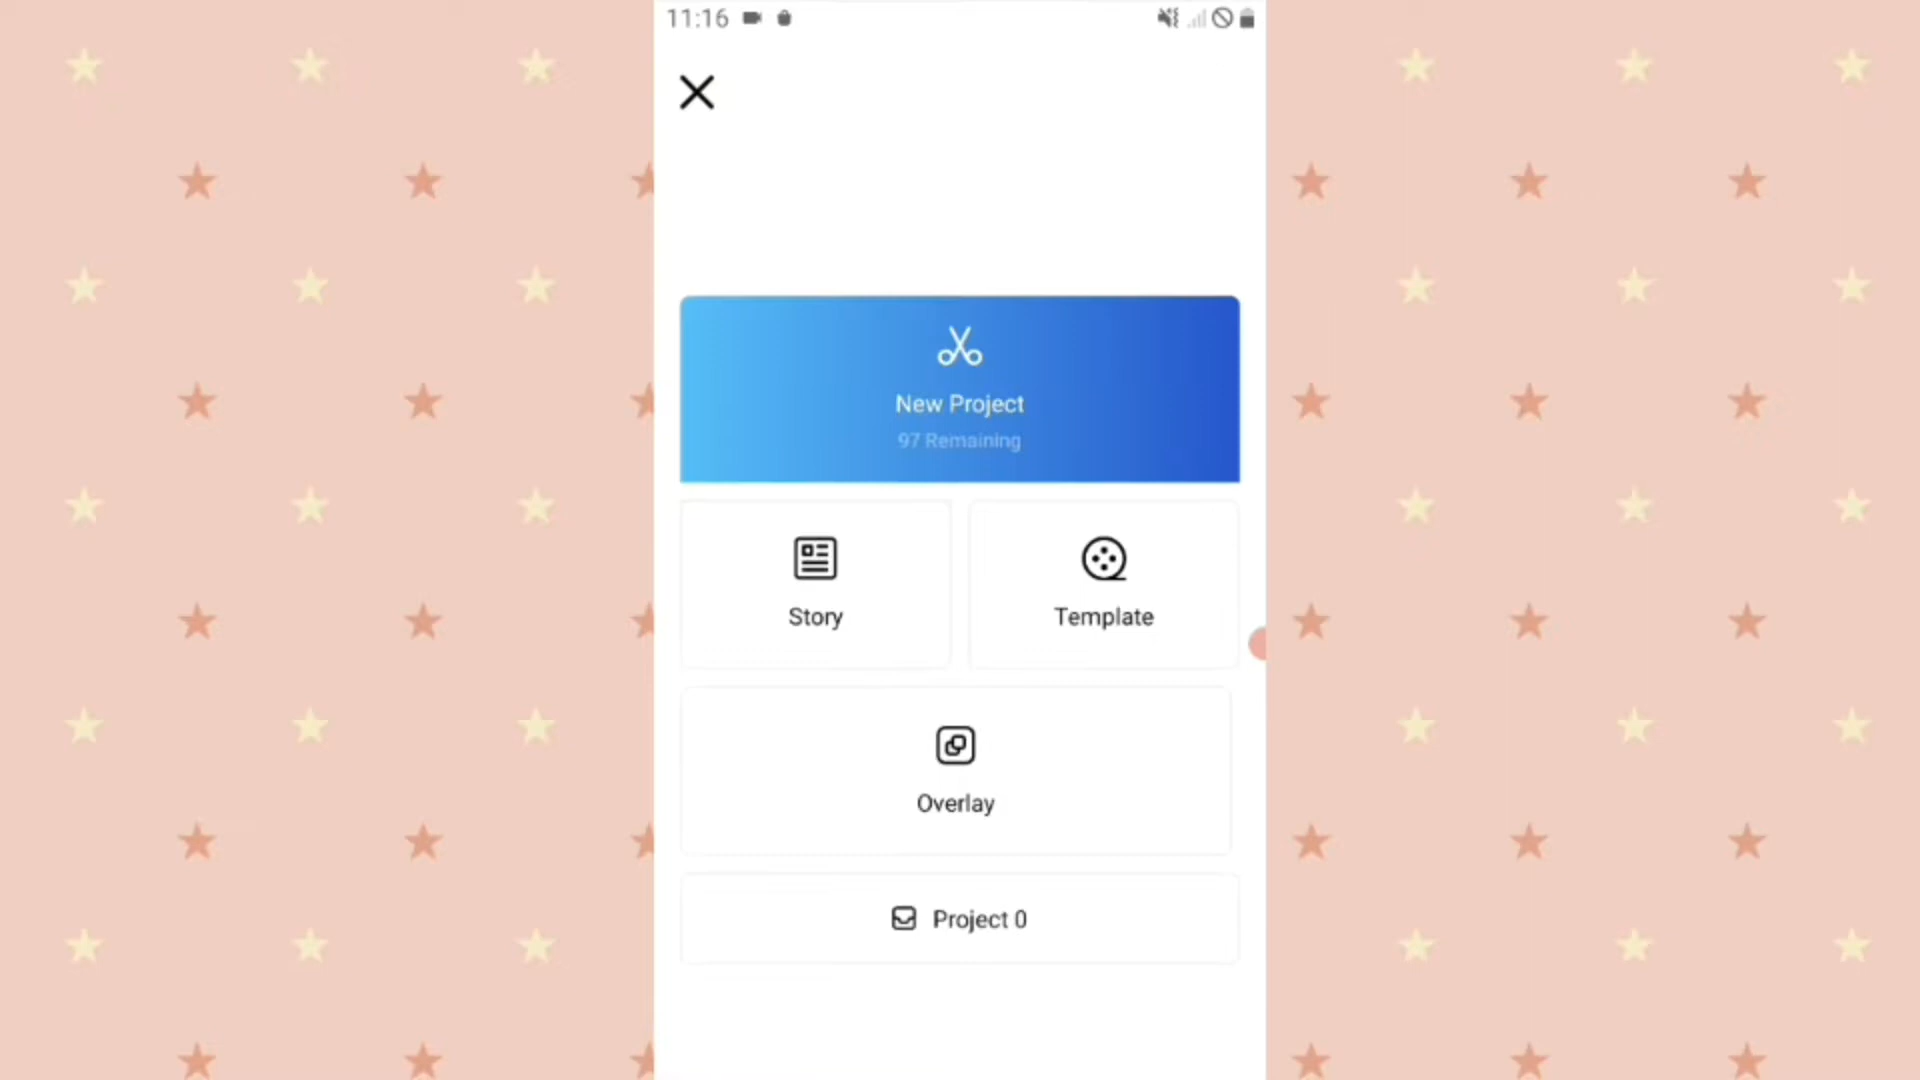 11:16
New Project
97 Remaining
Story
Template
Overlay
Project 0